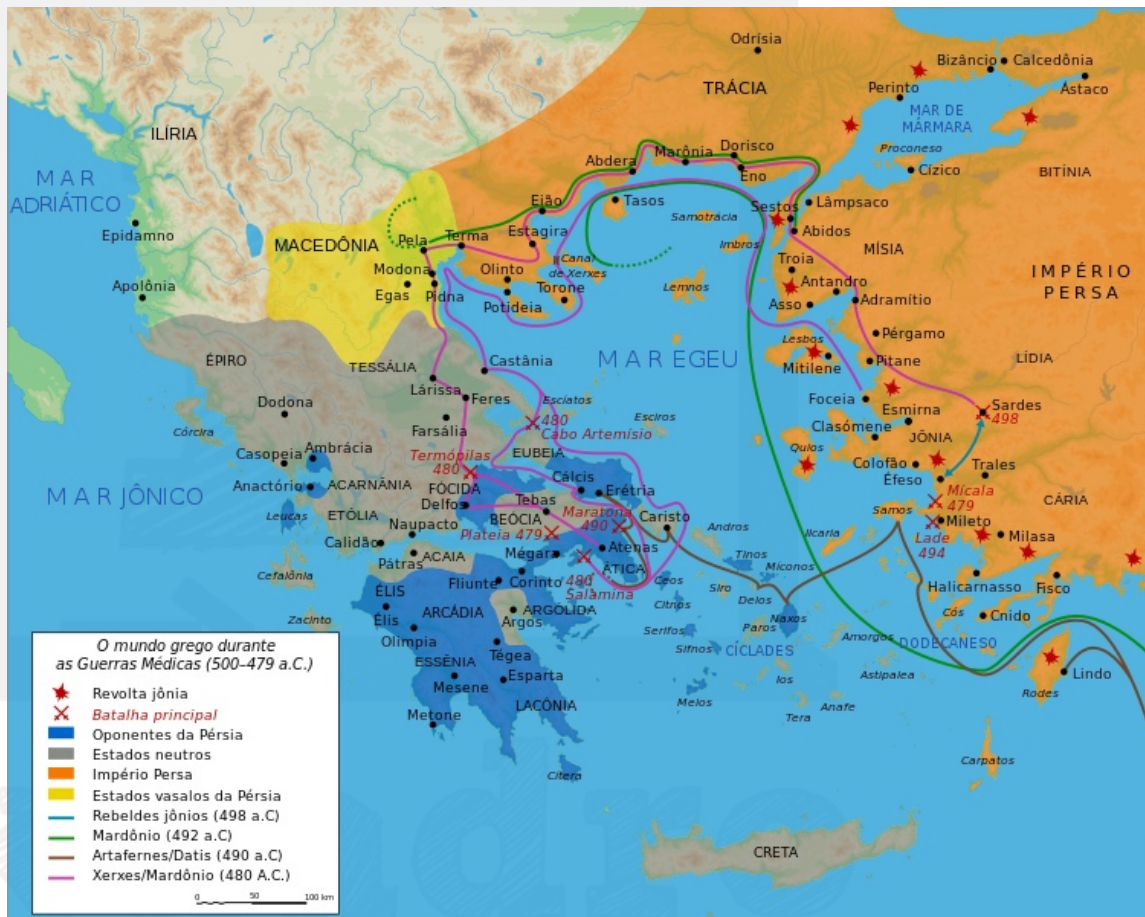 Odrísia
Bizâncio
Calcedônia
TRÁCIA
Perinto
Ástaco
ILÍRIA
MAR DE
MÁRMARA
Proconeso
Abdera
Marônia
Dorisco
Eno
Cízico
BITÍNIA
MAR
ADRIÁTICO
Eião
Tasos
Samotrácia
Sestos
Lâmpsaco
Epidamno
MACEDÔNIA
Pela
Terma
Estagira
Imbros
Abidos
MÍSIA
Modona
Olinto
Canal
de Xerxes
Troia
IMPÉRIO
PERSA
Apolônia
Egas
Pidna
Potideia
Torone
Lemnos
Antandro
Asso
Adramítio
ÉPIRO
TESSÁLIA
Castânia
MAR EGEU
Lesbos
Pérgamo
Mitilene
Pitane
LÍDIA
Dodona
Lárissa
Feres
Esciatos
Foceia
Córcira
Farsália
480
Cabo Artemísio
Esciros
Esmirna
Sardes
498
Clasómene
Casopeia
Ambrácia
Termópilas
480
EUBEIA
Quios
JÔNIA
MAR JÔNICO
Anactório
ACARNÂNIA
FÓCIDA
Cálcis
Erétria
Colofão
Éfeso
Trales
Leucas
ETÓLIA
Delfos
Tebas
BEÓCIA
Maratona
490
Caristo
Samos
Mícala
479
CÁRIA
Calidão
Naupacto
Plateia 479
Andros
Icaria
Mileto
Lade
494
Milasa
Cefalônia
Pátras
ACAIA
Mégara
Atenas
ÁTICA
Tinos
Míconos
Fliunte
Corinto
480
Salamina
Ceos
Siro
Delos
Halicarnasso
Fisco
ÉLIS
Élis
ARCÁDIA
ARGÓLIDA
Argos
Citnos
Paros
Naxos
Cós
Cnido
Zacinto
Olimpia
Serifos
Sifnos
CÍCLADES
Amorgos
DODECANESO
Tégea
ESSÊNIA
Mesene
Esparta
Ios
Astipalea
Lindo
Rodes
Metone
LACÔNIA
Melos
Tera
Anafe
Cítera
Carpatos
CRETA
O mundo grego durante
as Guerras Médicas (500–479 a.C.)
Revolta jônia
Batalha principal
Oponentes da Pérsia
Estados neutros
Império Persa
Estados vasalos da Pérsia
Rebeldes jônios (498 a.C)
Mardônio (492 a.C)
Artafernes/Datis (490 a.C)
Xerxes/Mardônio (480 A.C.)
0 50 100 km